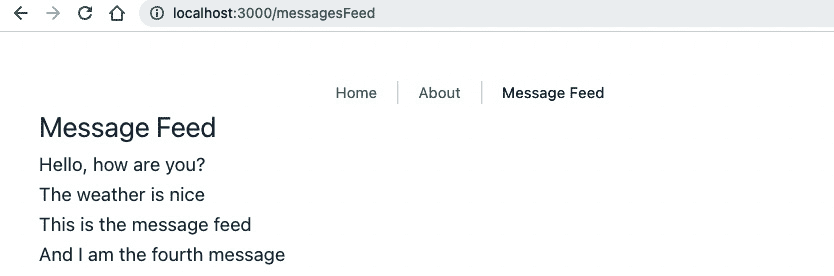 localhost:3000/messagesFeed
Home About Message Feed
Message Feed
Hello, how are you?
The weather is nice
This is the message feed
And I am the fourth message